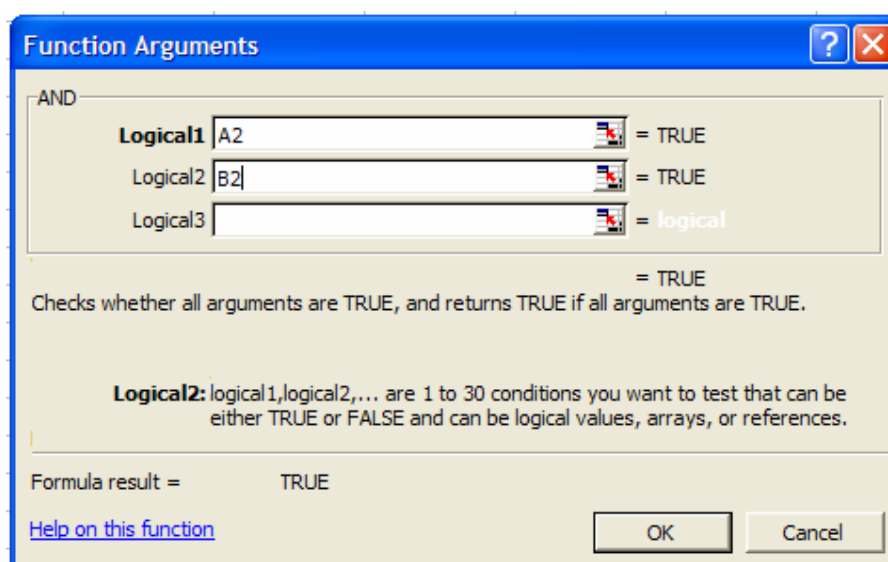 Function Arguments
?
AND
Logical1 A2 = TRUE
Logical2 B2 = TRUE
Logical3 = logical
= TRUE
Checks whether all arguments are TRUE, and returns TRUE if all arguments are TRUE.
Logical2: logical1,logical2,... are 1 to 30 conditions you want to test that can be
either TRUE or FALSE and can be logical values, arrays, or references.
Formula result = TRUE
Help on this function
OK Cancel